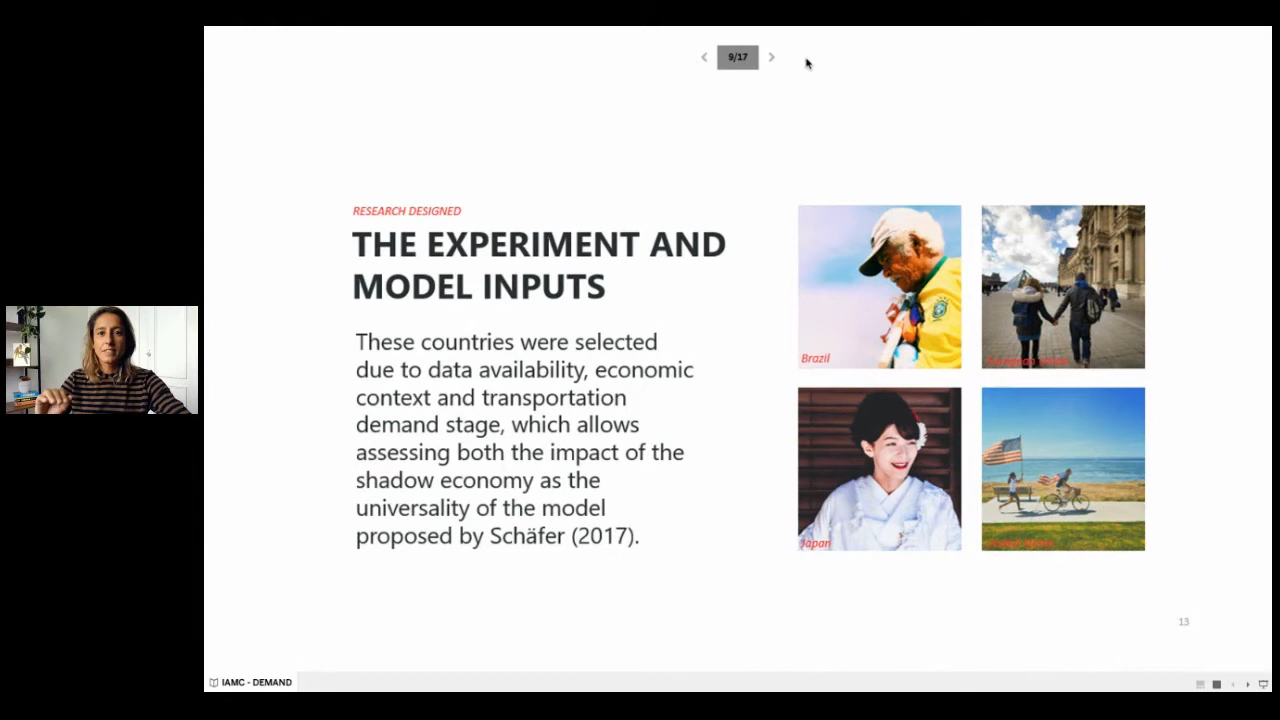 9/17
RESEARCH DESIGNED
THE EXPERIMENT AND
MODEL INPUTS
These countries were selected
due to data availability, economic
context and transportation
demand stage, which allows
assessing both the impact of the
shadow economy as the
universality of the model
proposed by Schäfer (2017).
Brazil
Japan
13
IAMC - DEMAND